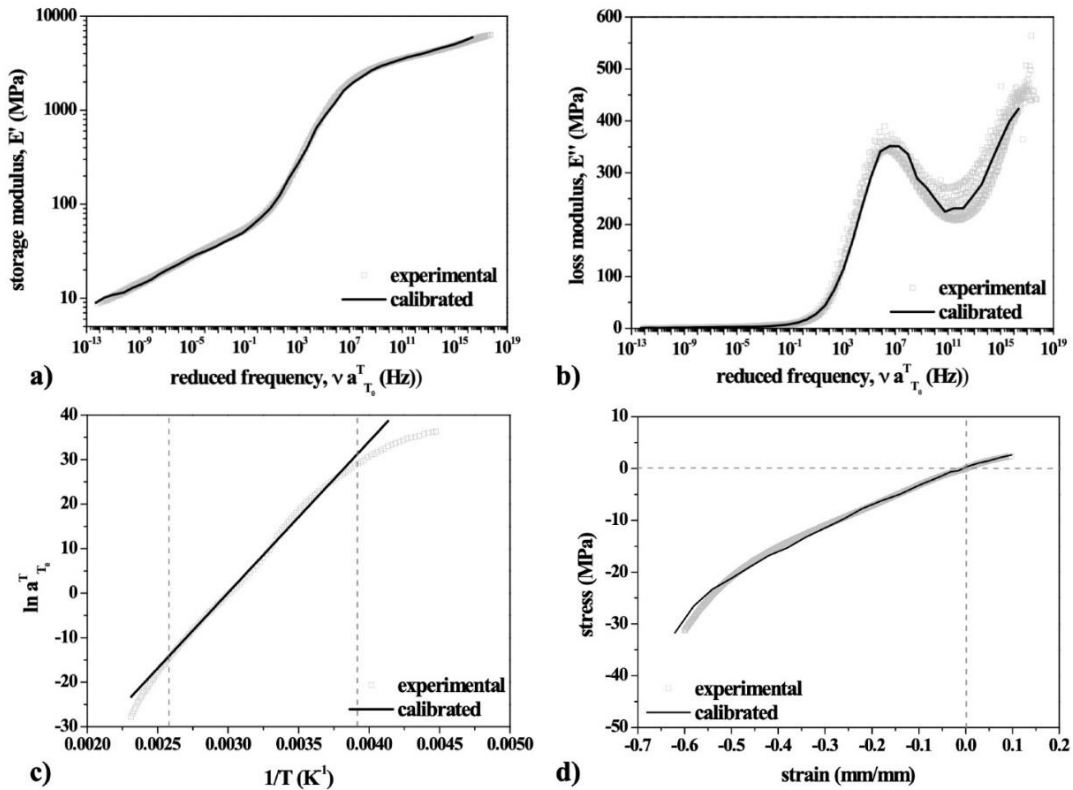 10000
1000
100
10
storage modulus, E' (MPa)
experimental
calibrated
10^-13 10^-9 10^-5 10^-1 10^3 10^7 10^11 10^15 10^19
reduced frequency, ν a^T_T₀ (Hz))
a)
600
500
400
300
200
100
0
loss modulus, E'' (MPa)
experimental
calibrated
10^-13 10^-9 10^-5 10^-1 10^3 10^7 10^11 10^15 10^19
reduced frequency, ν a^T_T₀ (Hz))
b)
40
30
20
10
0
-10
-20
-30
ln a^T_T₀
experimental
calibrated
0.0020 0.0025 0.0030 0.0035 0.0040 0.0045 0.0050
1/T (K^-1)
c)
10
0
-10
-20
-30
-40
-50
stress (MPa)
experimental
calibrated
-0.7 -0.6 -0.5 -0.4 -0.3 -0.2 -0.1 0.0 0.1 0.2
strain (mm/mm)
d)